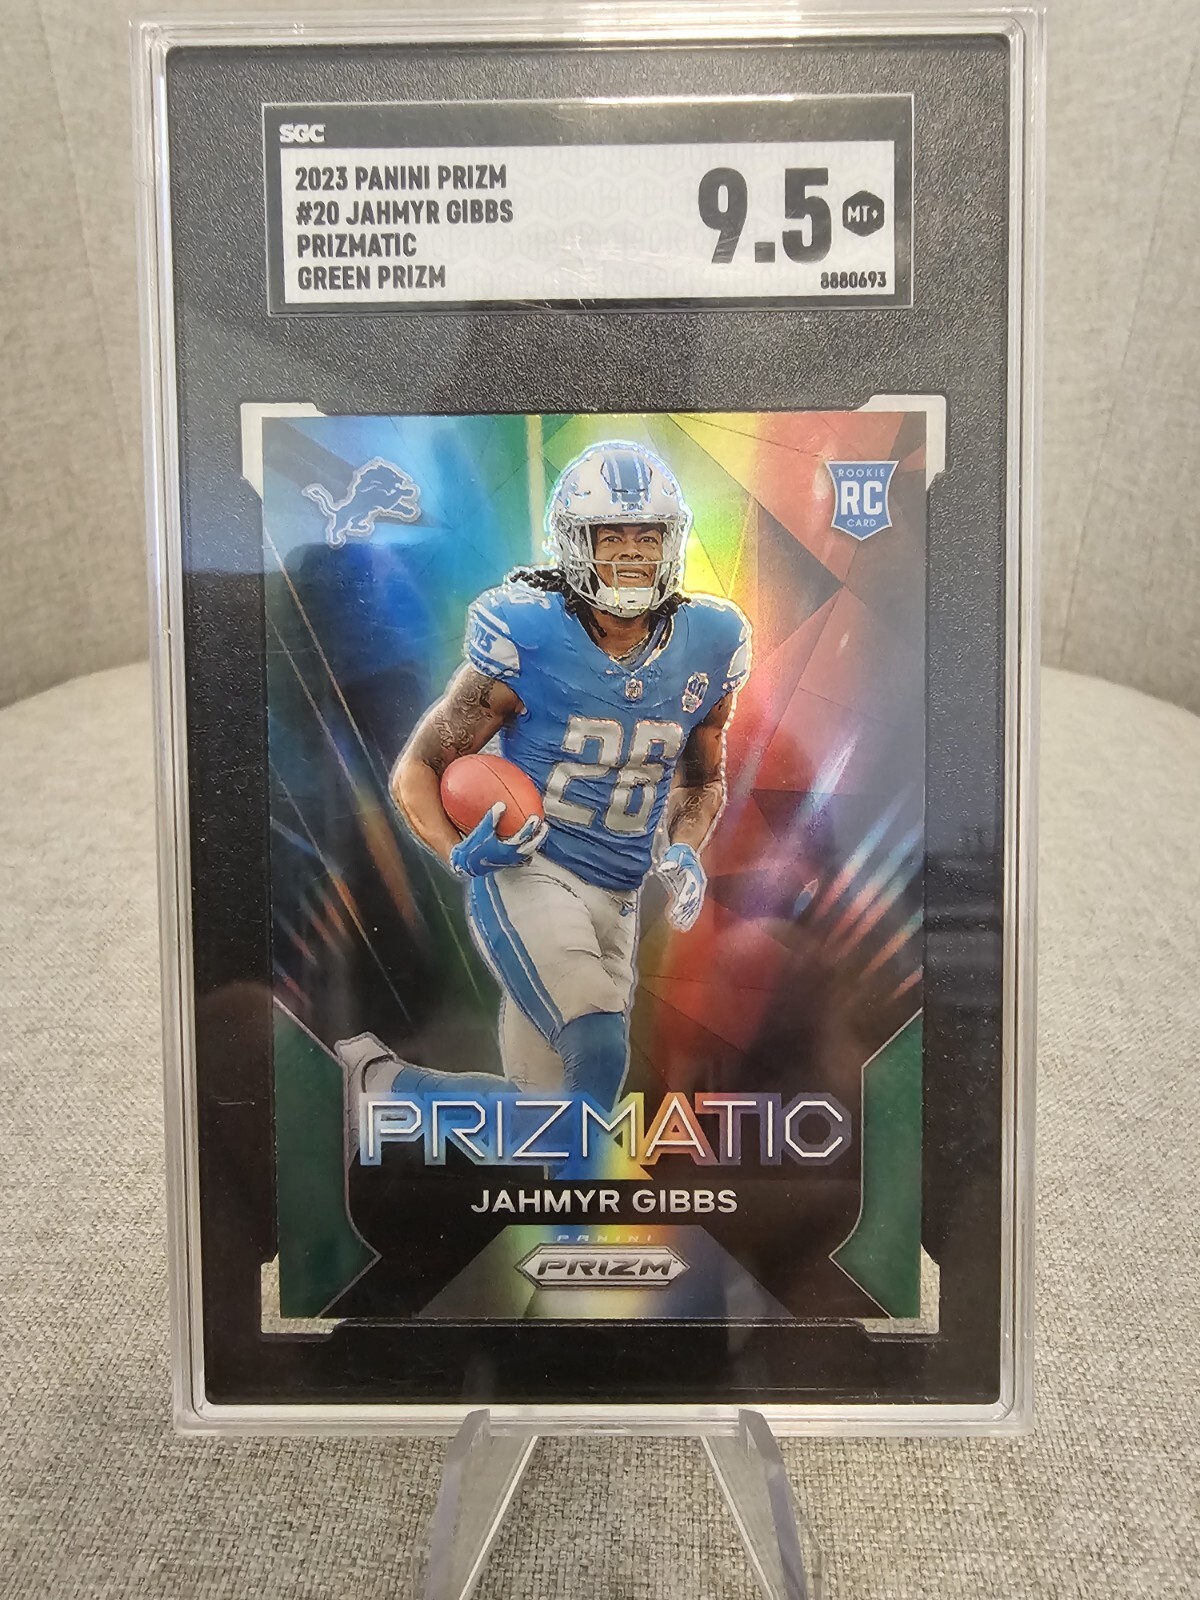 SGC
2023 PANINI PRIZM
#20 JAHMYR GIBBS
PRIZMATIC
GREEN PRIZM
9.5
MT+
8880693
ROOKIE
RC
CARD
26
PRIZMATIC
JAHMYR GIBBS
PANINI
PRIZM